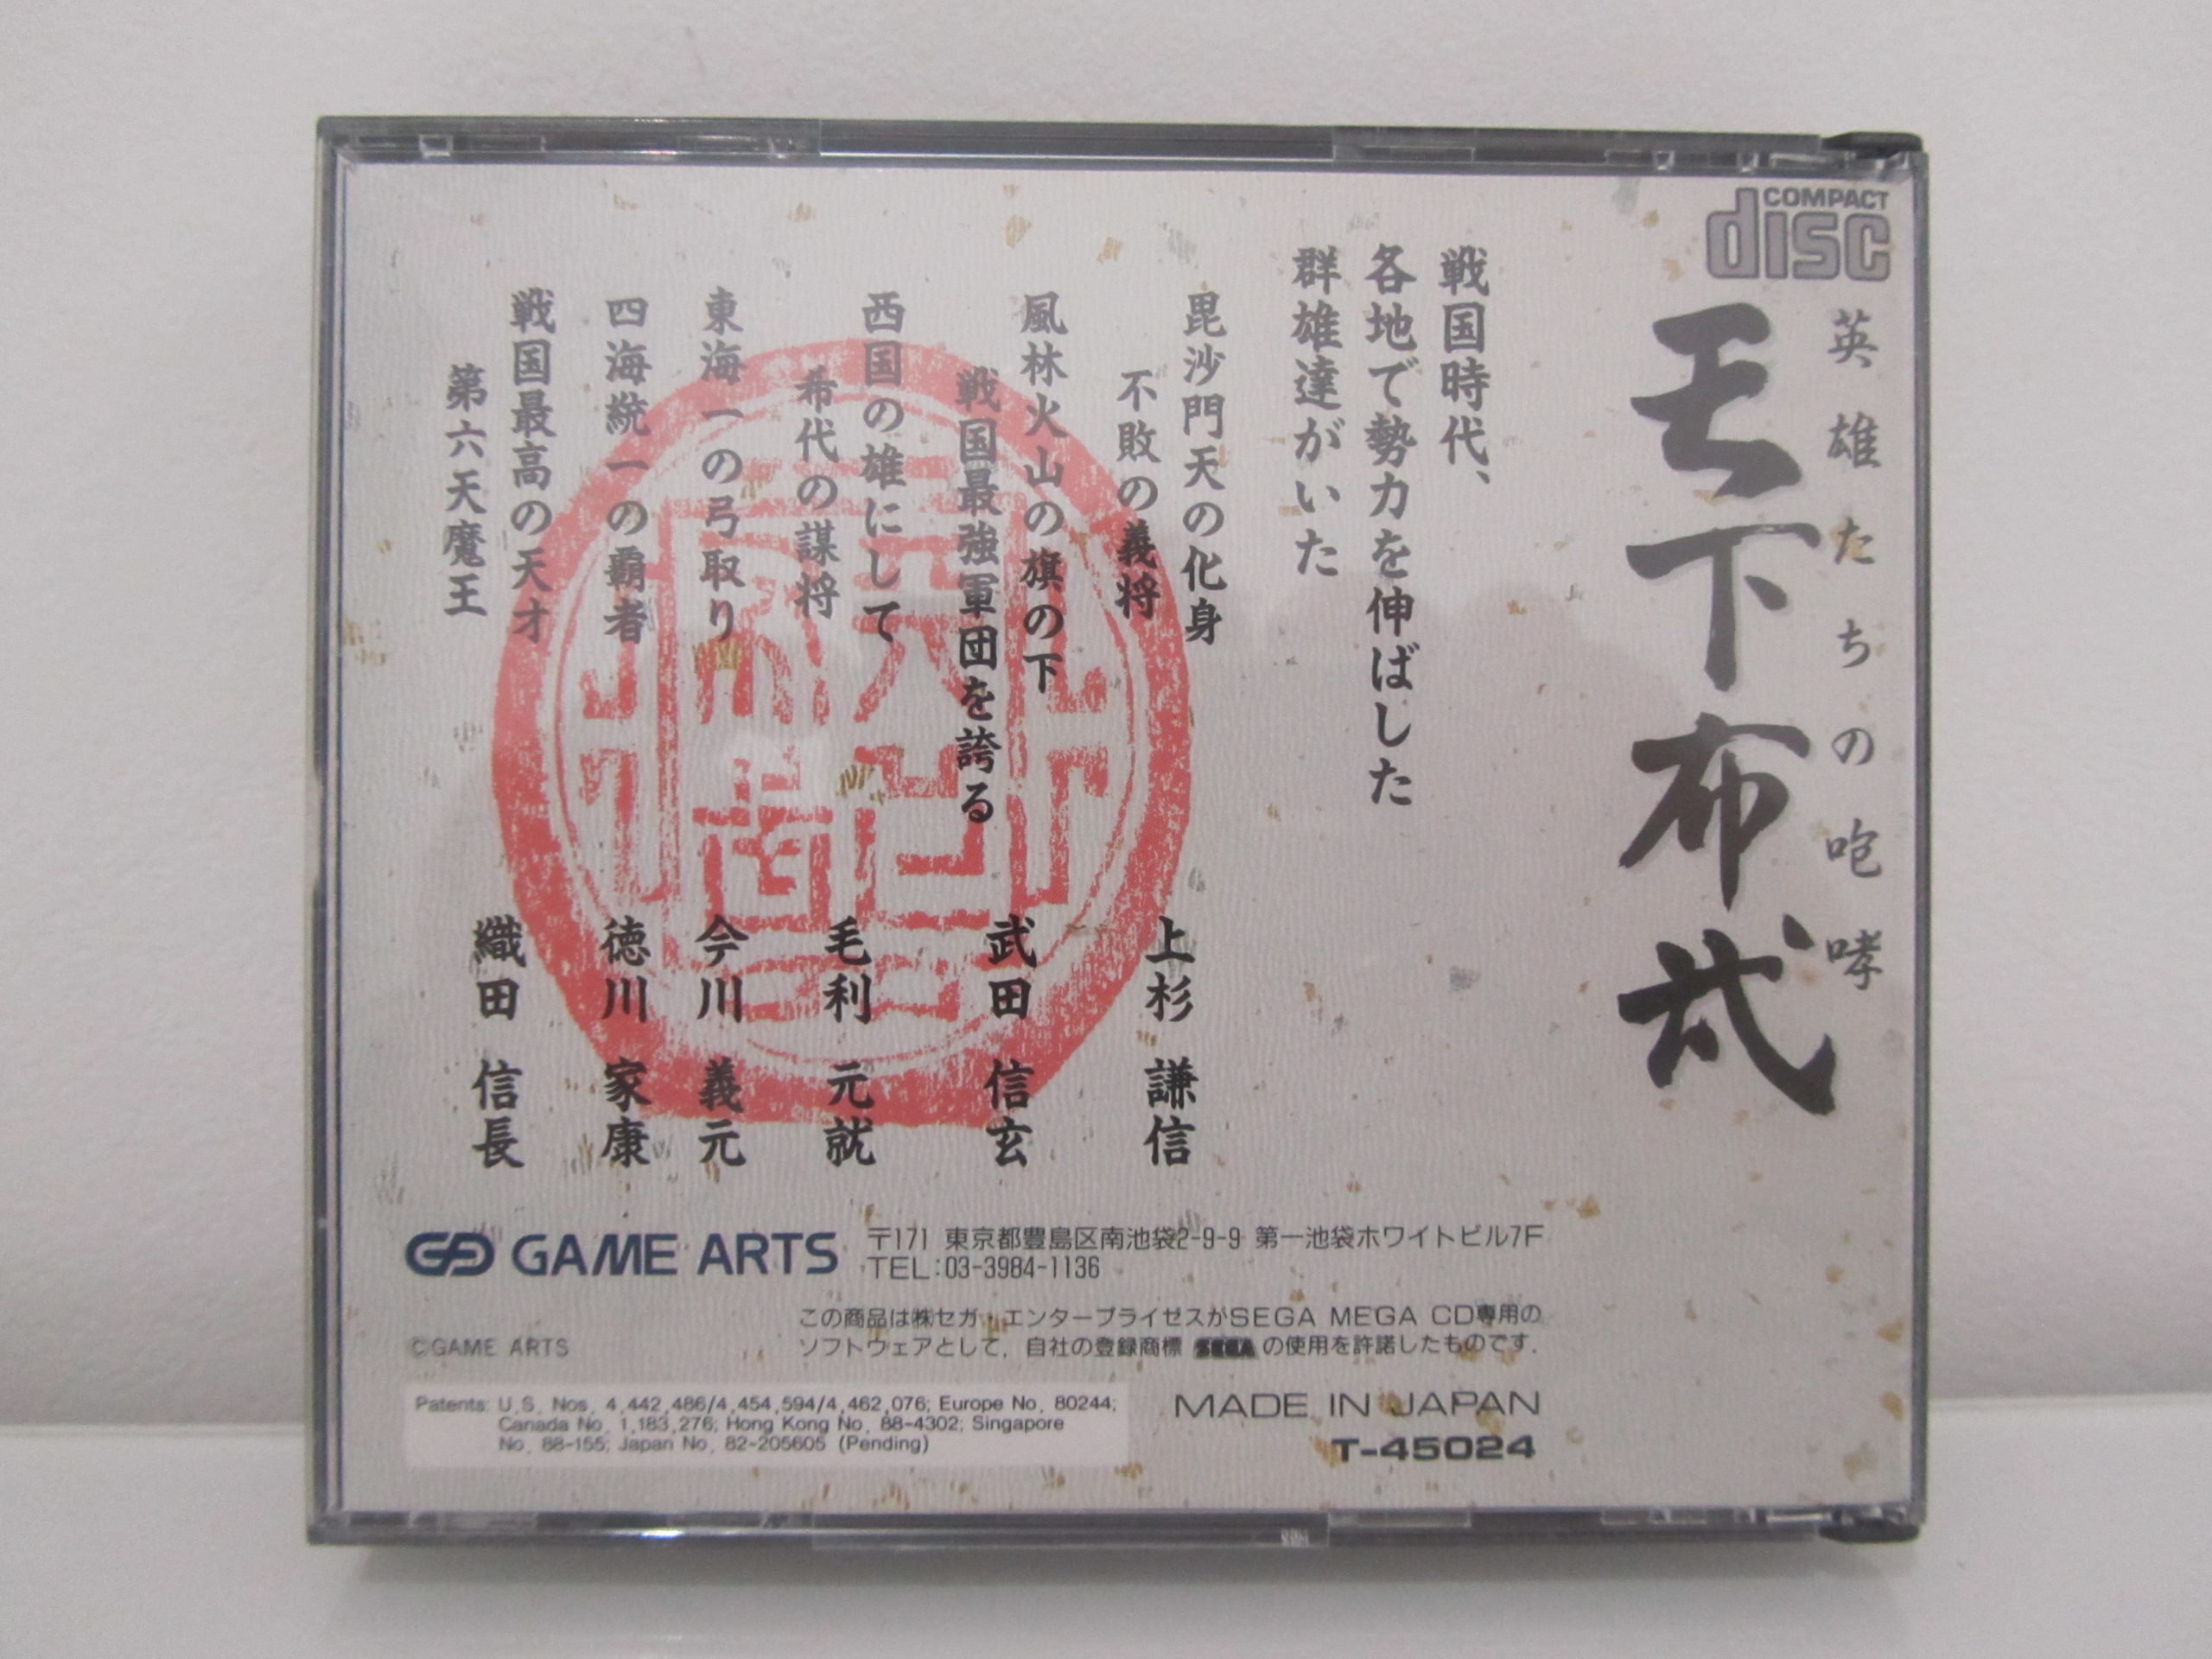 COMPACT
disc
英雄たちの咆哮
天下布武
戦国時代、
各地で勢力を伸ばした
群雄達がいた
毘沙門天の化身
不敗の義将
上杉 謙信
風林火山の旗の下
戦国最強軍団を誇る
武田 信玄
西国の雄にして
希代の謀将
毛利 元就
東海一の弓取り
今川 義元
四海統一の覇者
徳川 家康
戦国最高の天才
第六天魔王
織田 信長
GAME ARTS
〒171 東京都豊島区南池袋2-9-9 第一池袋ホワイトビル7F
TEL:03-3984-1136
この商品は㈱セガ・エンタープライゼスがSEGA MEGA CD専用の
ソフトウェアとして,自社の登録商標 SEGA の使用を許諾したものです.
©GAME ARTS
Patents: U.S. Nos. 4,442,486/4,454,594/4,462,076; Europe No. 80244;
Canada No. 1,183,276; Hong Kong No. 88-4302; Singapore
No. 88-155; Japan No. 82-205605 (Pending)
MADE IN JAPAN
T-45024